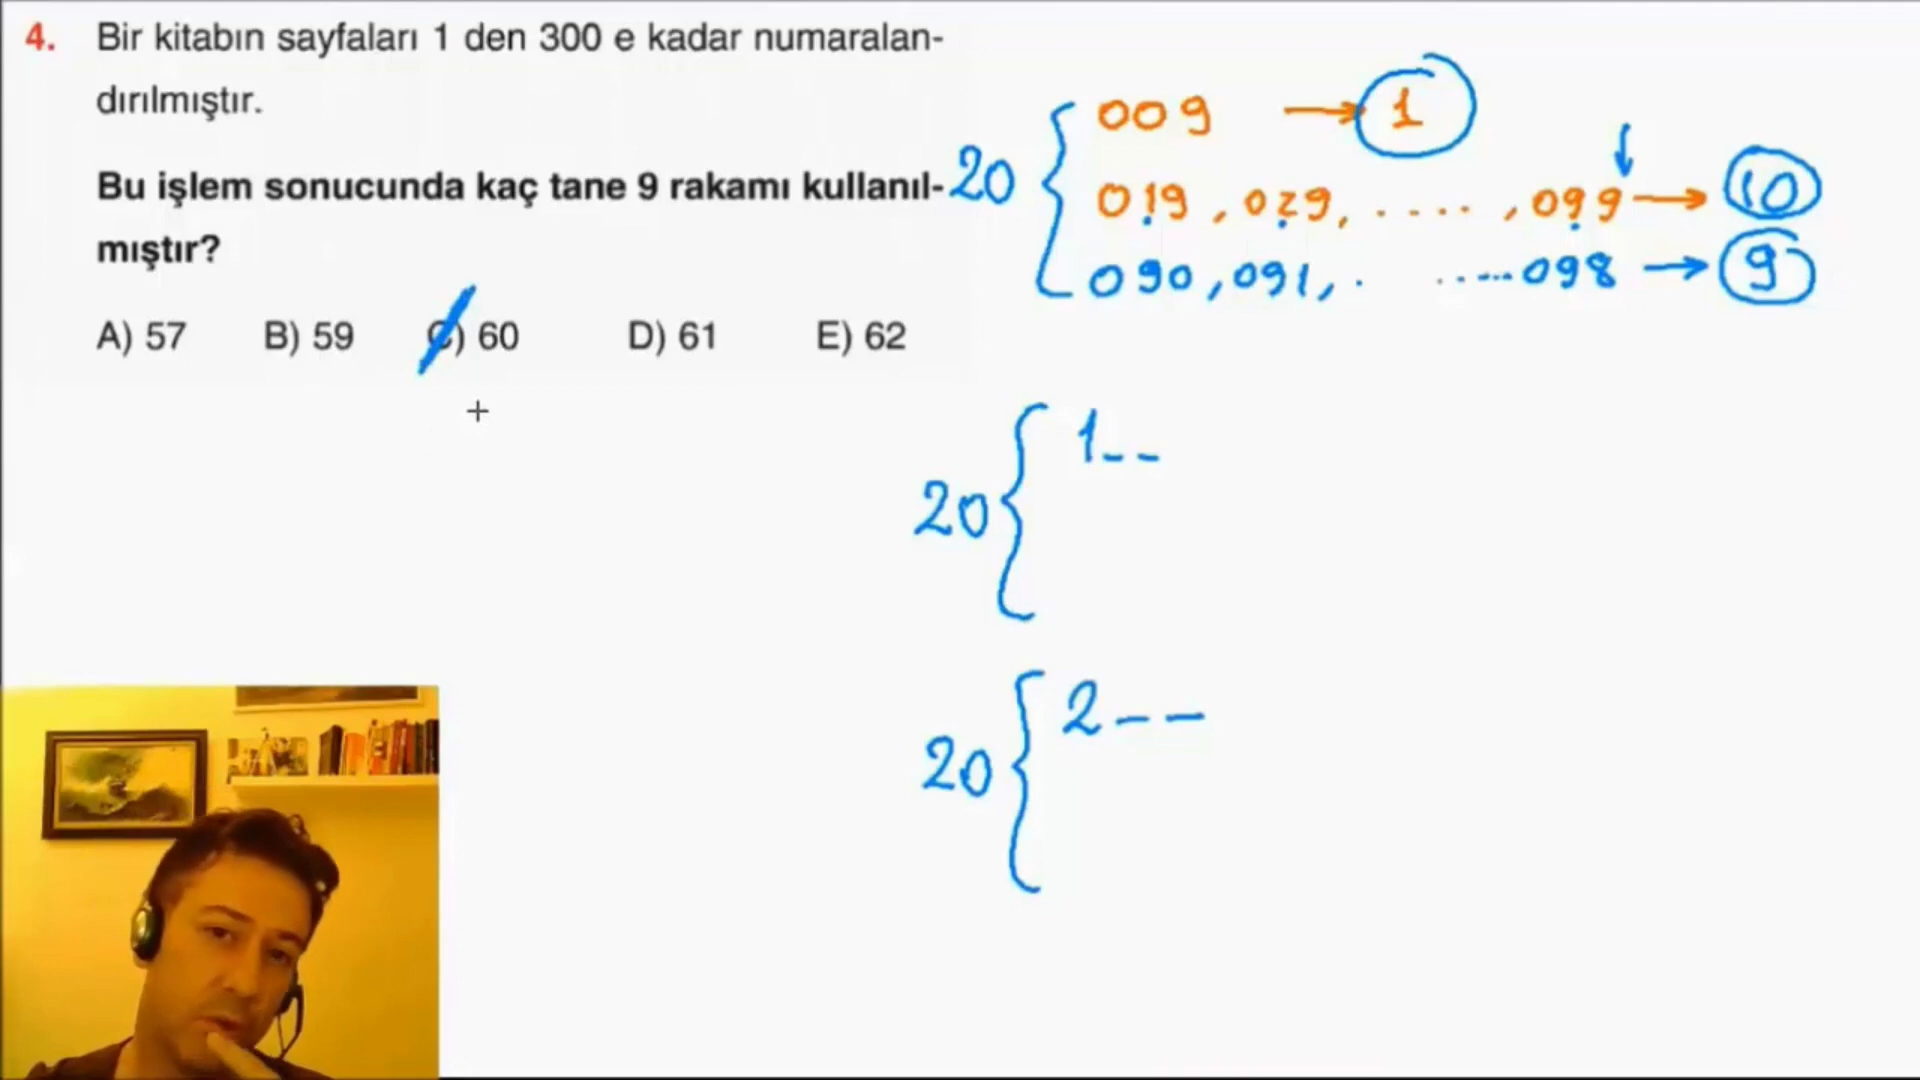 4. Bir kitabın sayfaları 1 den 300 e kadar numaralan-
dırılmıştır.
Bu işlem sonucunda kaç tane 9 rakamı kullanıl-
mıştır?
A) 57 B) 59 C) 60 D) 61 E) 62
009 → 1
20
019, 029, ....., 099 → 10
090, 091, . ..... 098 → 9
1 _ _
20
2 _ _
20